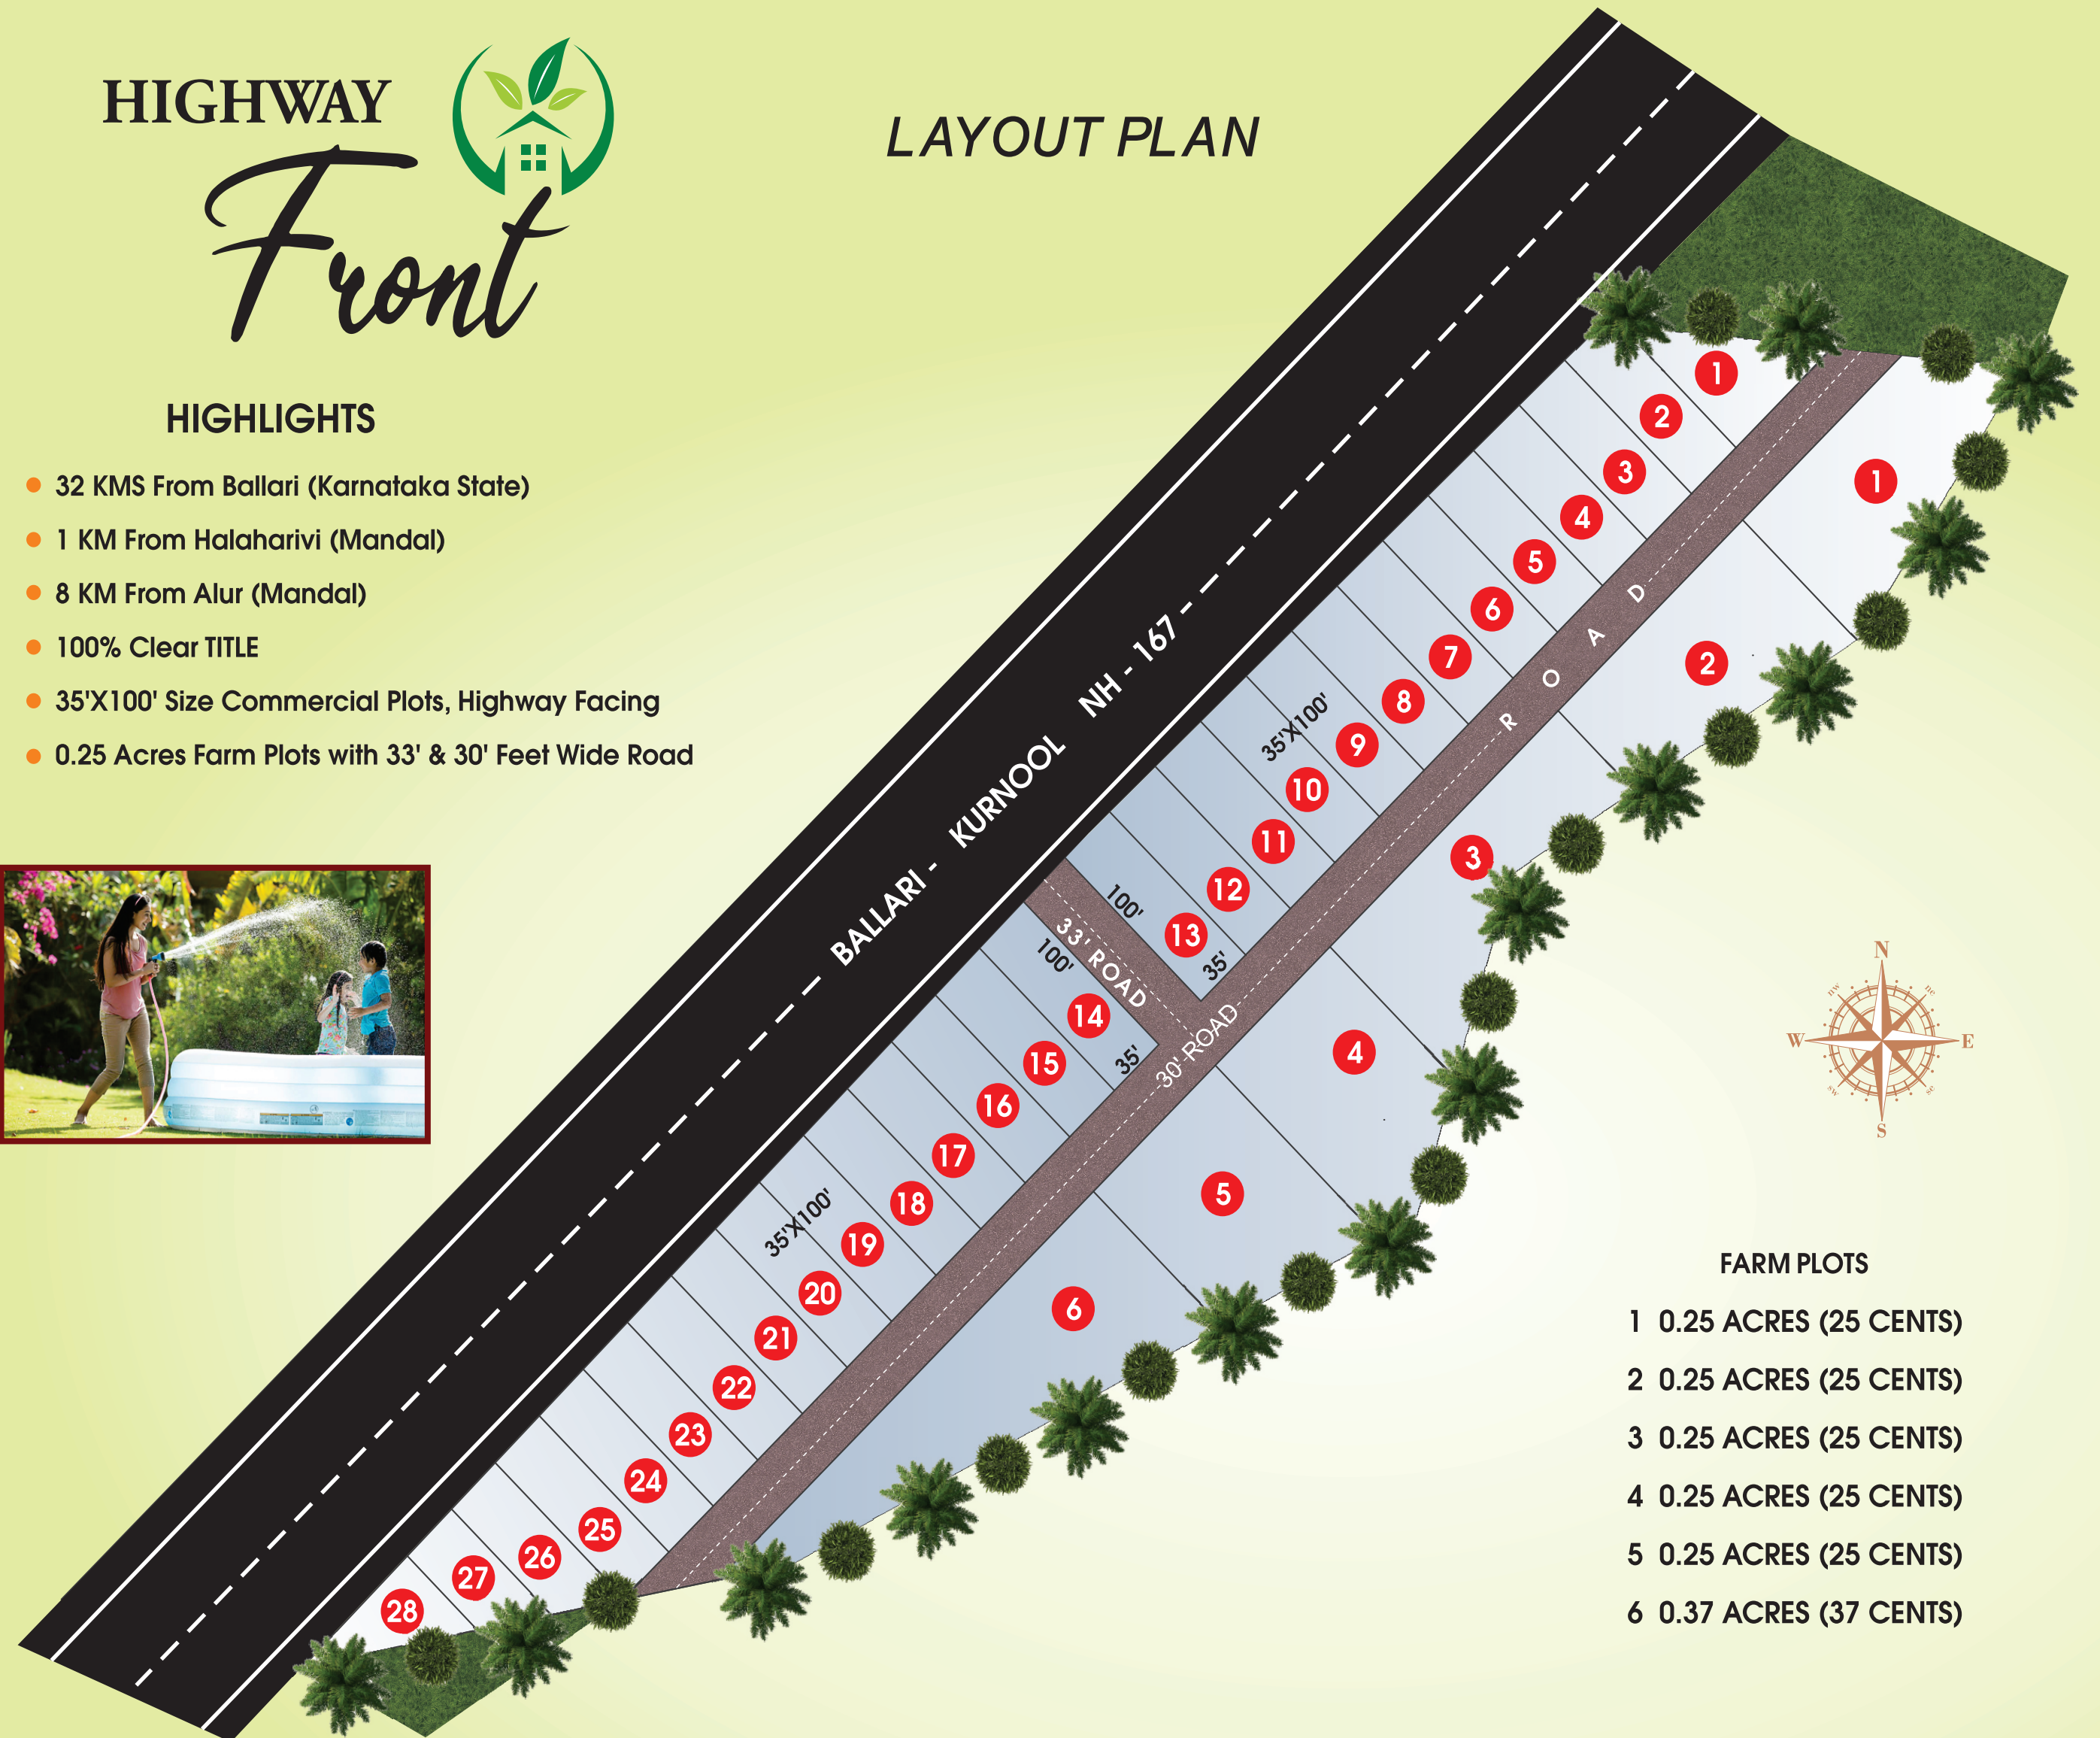 HIGHWAY
Front
LAYOUT PLAN
HIGHLIGHTS
32 KMS From Ballari (Karnataka State)
1 KM From Halaharivi (Mandal)
8 KM From Alur (Mandal)
100% Clear TITLE
35'X100' Size Commercial Plots, Highway Facing
0.25 Acres Farm Plots with 33' & 30' Feet Wide Road
BALLARI - KURNOOL NH - 167
1
2
3
4
5
6
7
8
9
10
11
12
13
35'X100'
100'
35'
33' ROAD
100'
35'
14
15
16
17
18
19
20
21
22
23
24
25
26
27
28
35'X100'
ROAD
30' ROAD
1
2
3
4
5
6
N
nw
ne
W
E
sw
se
S
FARM PLOTS
1 0.25 ACRES (25 CENTS)
2 0.25 ACRES (25 CENTS)
3 0.25 ACRES (25 CENTS)
4 0.25 ACRES (25 CENTS)
5 0.25 ACRES (25 CENTS)
6 0.37 ACRES (37 CENTS)